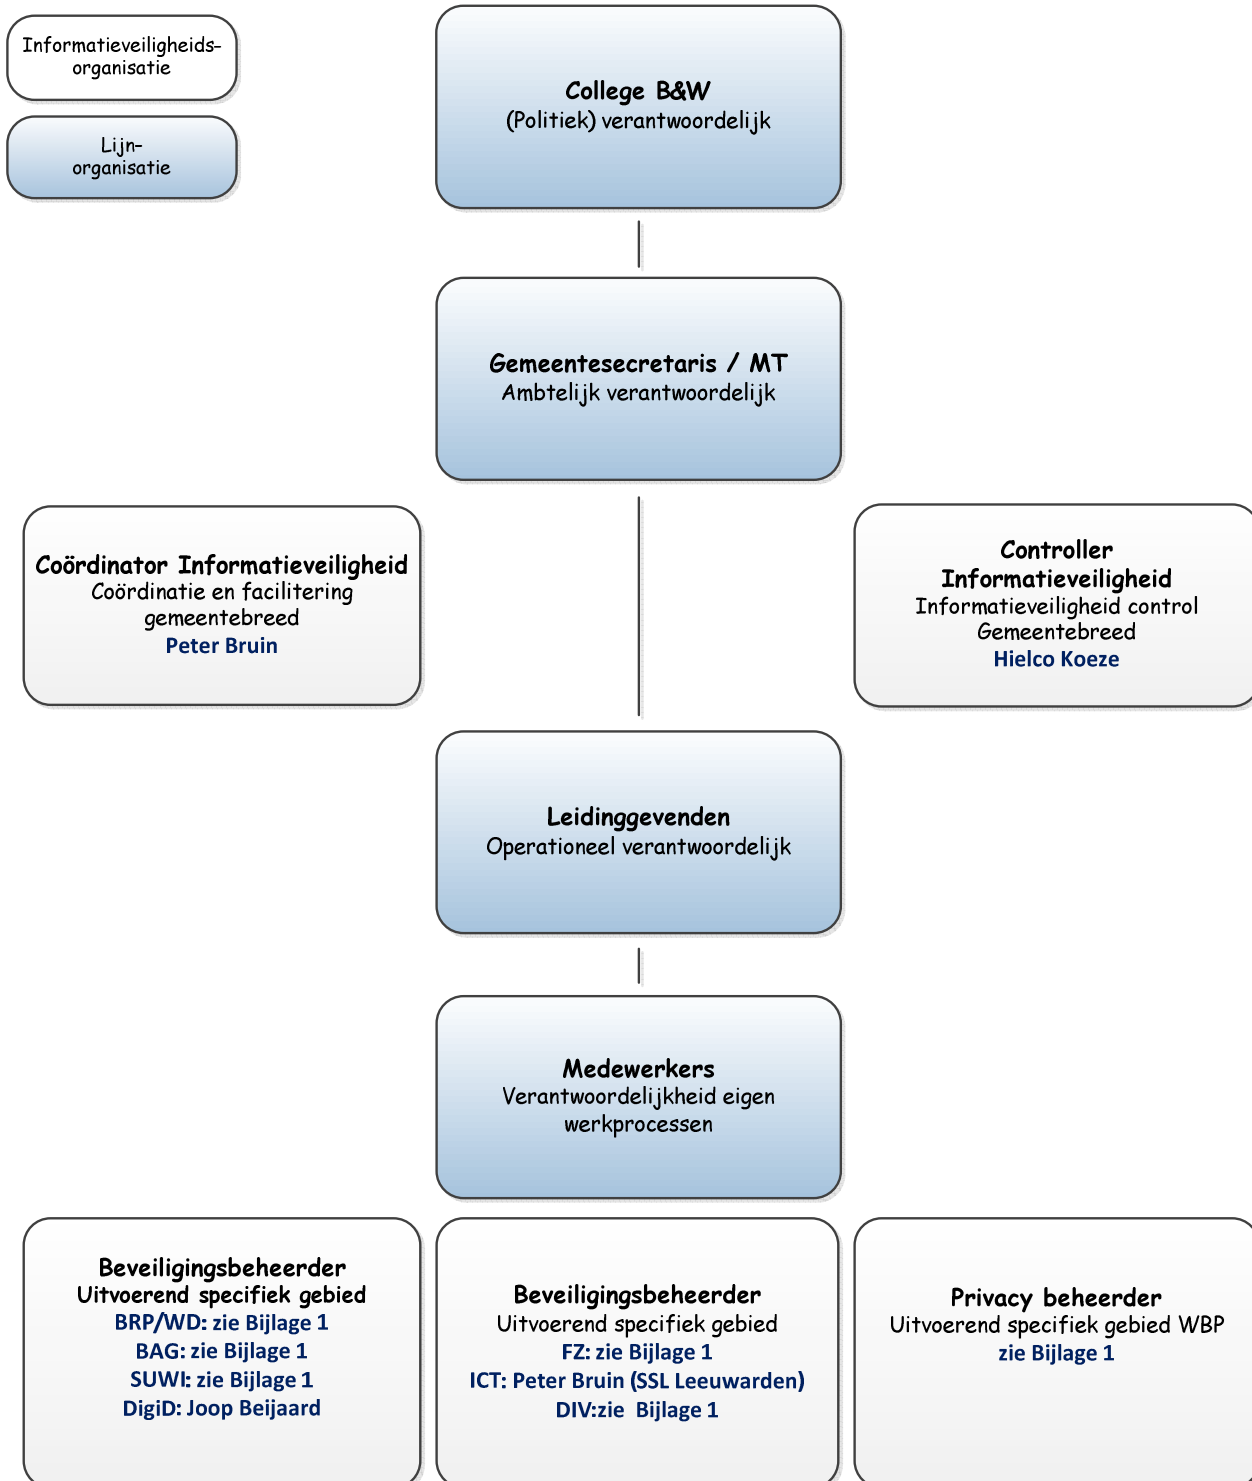 Informatieveiligheids-
organisatie
Lijn-
organisatie
College B&W
(Politiek) verantwoordelijk
Gemeentesecretaris / MT
Ambtelijk verantwoordelijk
Coördinator Informatieveiligheid
Coördinatie en facilitering
gemeentebreed
Peter Bruin
Controller
Informatieveiligheid
Informatieveiligheid control
Gemeentebreed
Hielco Koeze
Leidinggevenden
Operationeel verantwoordelijk
Medewerkers
Verantwoordelijkheid eigen
werkprocessen
Beveiligingsbeheerder
Uitvoerend specifiek gebied
BRP/WD: zie Bijlage 1
BAG: zie Bijlage 1
SUWI: zie Bijlage 1
DigiD: Joop Beijaard
Beveiligingsbeheerder
Uitvoerend specifiek gebied
FZ: zie Bijlage 1
ICT: Peter Bruin (SSL Leeuwarden)
DIV:zie Bijlage 1
Privacy beheerder
Uitvoerend specifiek gebied WBP
zie Bijlage 1